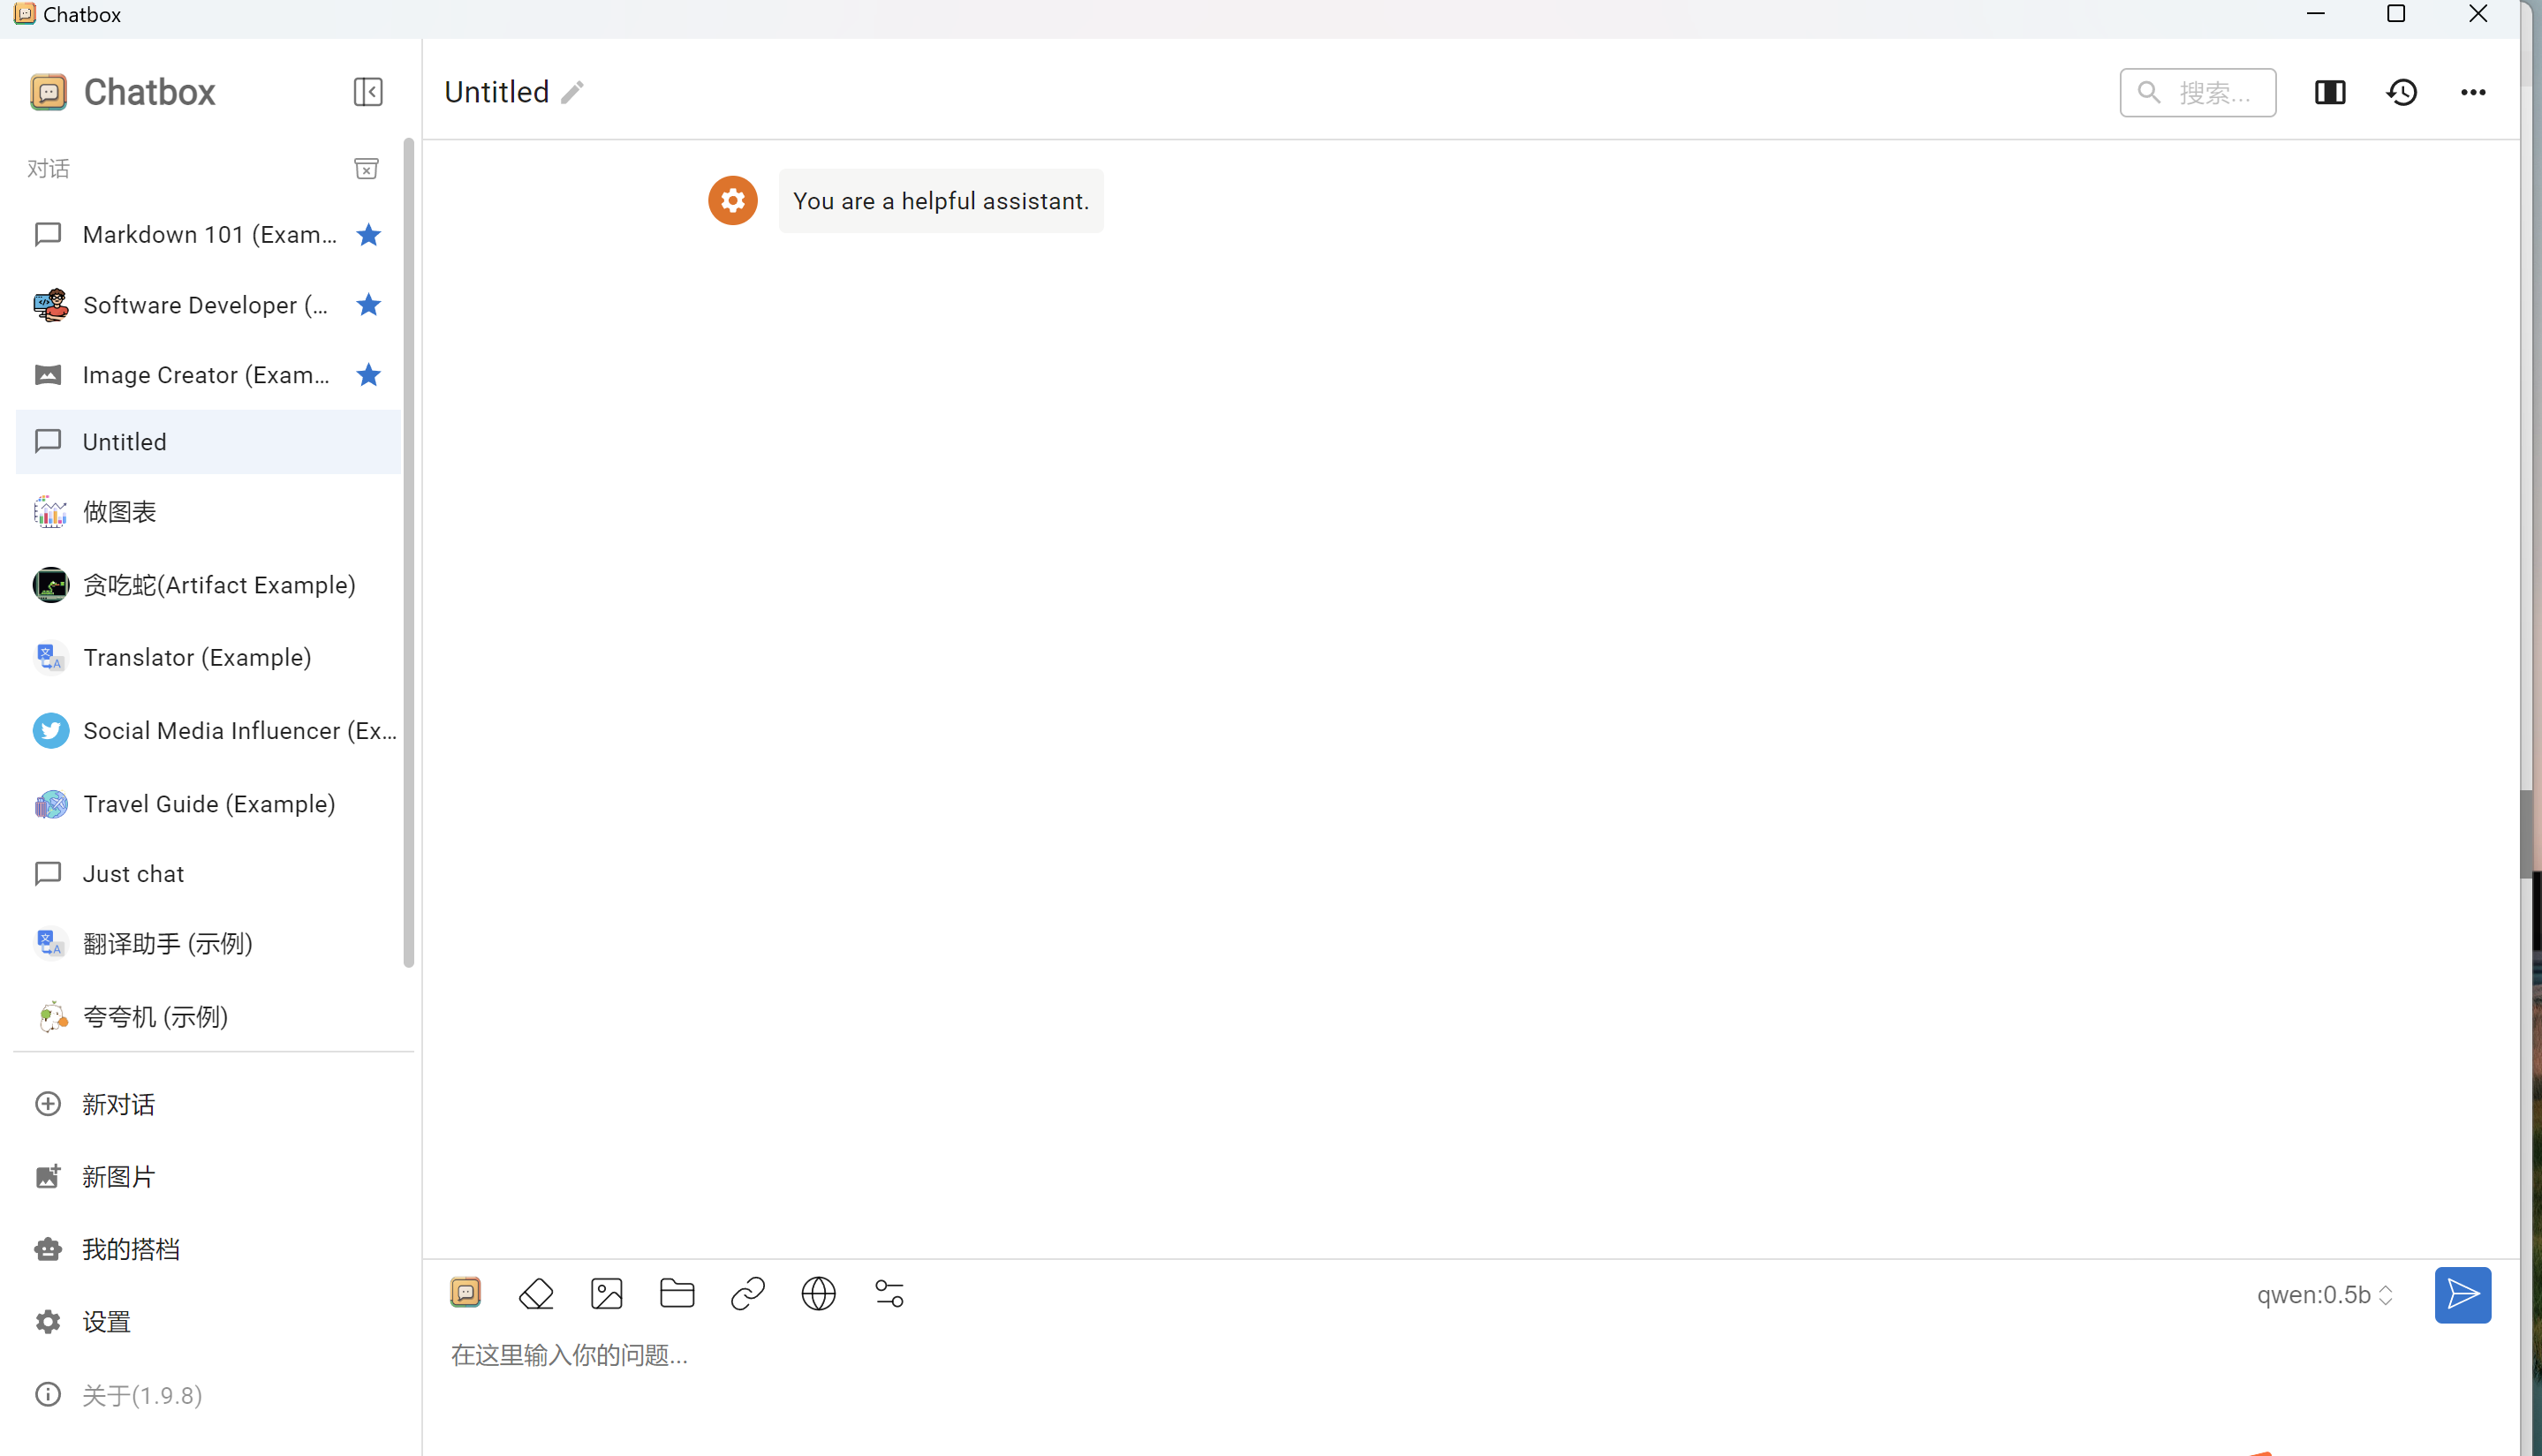 Chatbox
Chatbox
对话
Markdown 101 (Exam...
Software Developer (...
Image Creator (Exam...
Untitled
做图表
贪吃蛇(Artifact Example)
Translator (Example)
Social Media Influencer (Ex...
Travel Guide (Example)
Just chat
翻译助手 (示例)
夸夸机 (示例)
新对话
新图片
我的搭档
设置
关于(1.9.8)
Untitled
搜索...
You are a helpful assistant.
qwen:0.5b
在这里输入你的问题...